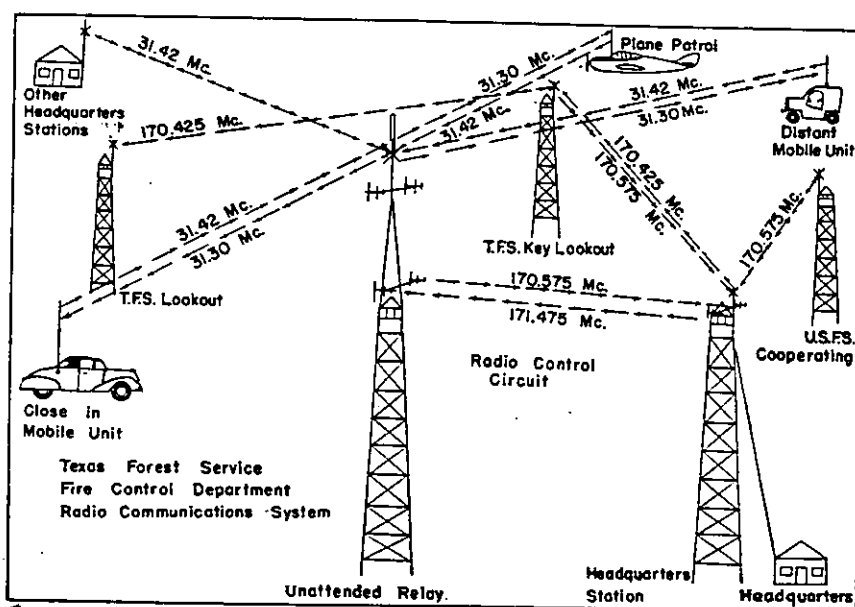 31.42 Mc.
31.30 Mc.
Plane Patrol
Other
Headquarters
Stations
170.425 Mc.
31.42 Mc.
31.42 Mc.
31.30 Mc.
Distant
Mobile Unit
170.425 Mc.
170.575 Mc.
170.575 Mc.
31.42 Mc.
31.30 Mc.
T.F.S. Key Lookout
T.F.S. Lookout
170.575 Mc.
171.475 Mc.
U.S.F.S.
Cooperating
Radio Control
Circuit
Close in
Mobile Unit
Texas Forest Service
Fire Control Department
Radio Communications System
Unattended Relay.
Headquarters
Station
Headquarters